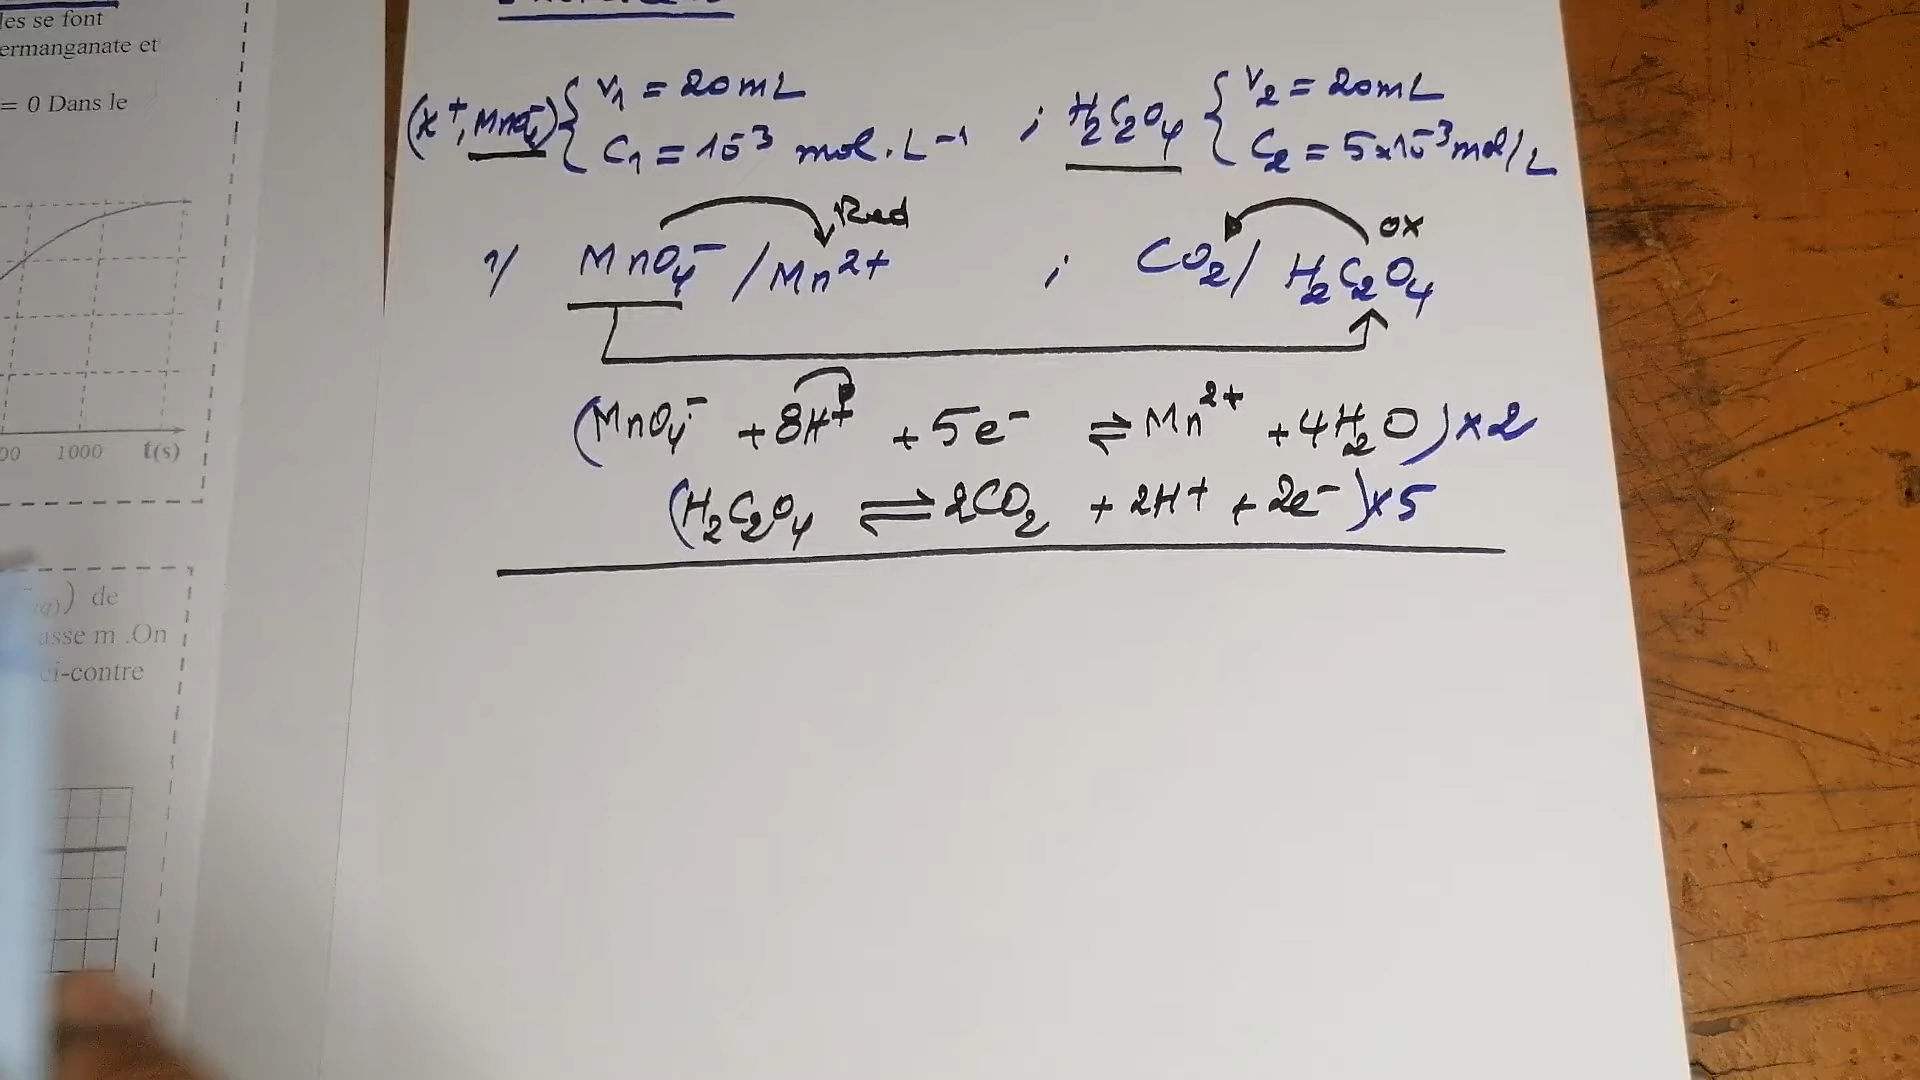 les se font
ermanganate et
= 0 Dans le
00 1000 t(s)
de
asse m .On
ci-contre
(K⁺, MnO₄⁻) { V₁ = 20 mL ; H₂C₂O₄ { V₂ = 20 mL
C₁ = 10⁻³ mol.L⁻¹ C₂ = 5×10⁻³ mol/L
Red ox
1/ MnO₄⁻ / Mn²⁺ ; CO₂ / H₂C₂O₄
(MnO₄⁻ + 8H⁺ + 5e⁻ ⇌ Mn²⁺ + 4H₂O) × 2
(H₂C₂O₄ ⇌ 2CO₂ + 2H⁺ + 2e⁻) × 5